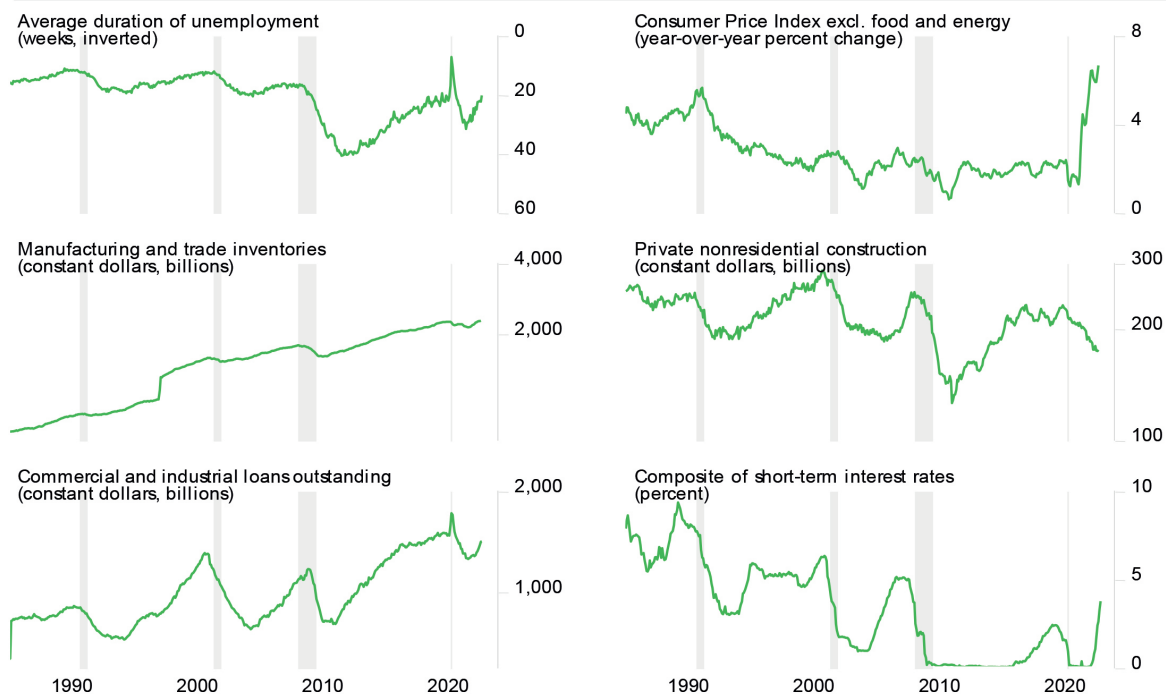 Average duration of unemployment
(weeks, inverted)
0
20
40
60
Consumer Price Index excl. food and energy
(year-over-year percent change)
8
4
0
Manufacturing and trade inventories
(constant dollars, billions)
4,000
2,000
Private nonresidential construction
(constant dollars, billions)
300
200
100
Commercial and industrial loans outstanding
(constant dollars, billions)
2,000
1,000
1990 2000 2010 2020
Composite of short-term interest rates
(percent)
10
5
0
1990 2000 2010 2020